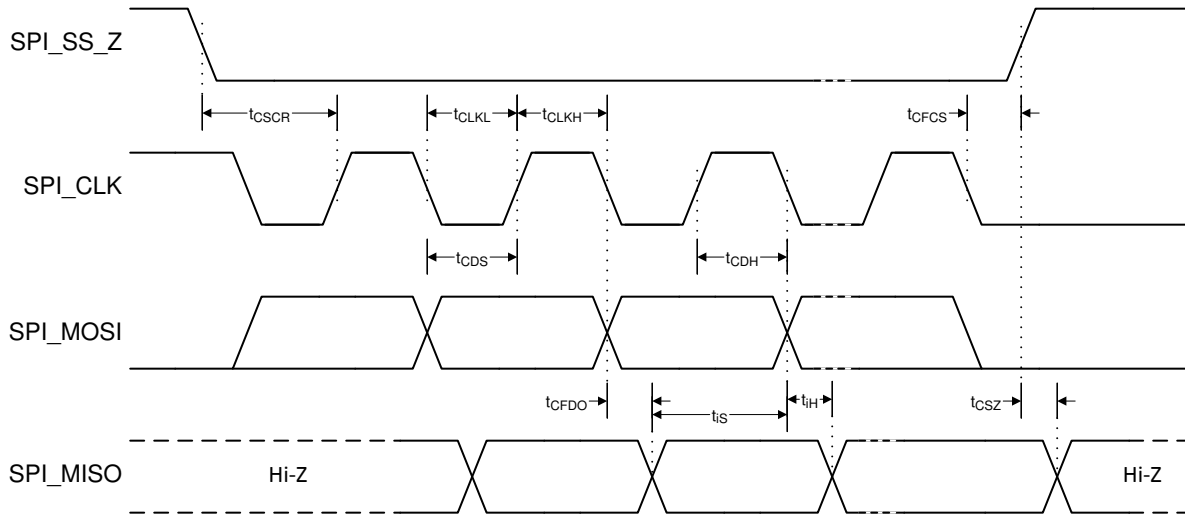 SPI_SS_Z
tCSCR
tCLKL
tCLKH
tCFCS
SPI_CLK
tCDS
tCDH
SPI_MOSI
tCFDO
tiS
tiH
tCSZ
SPI_MISO
Hi-Z
Hi-Z